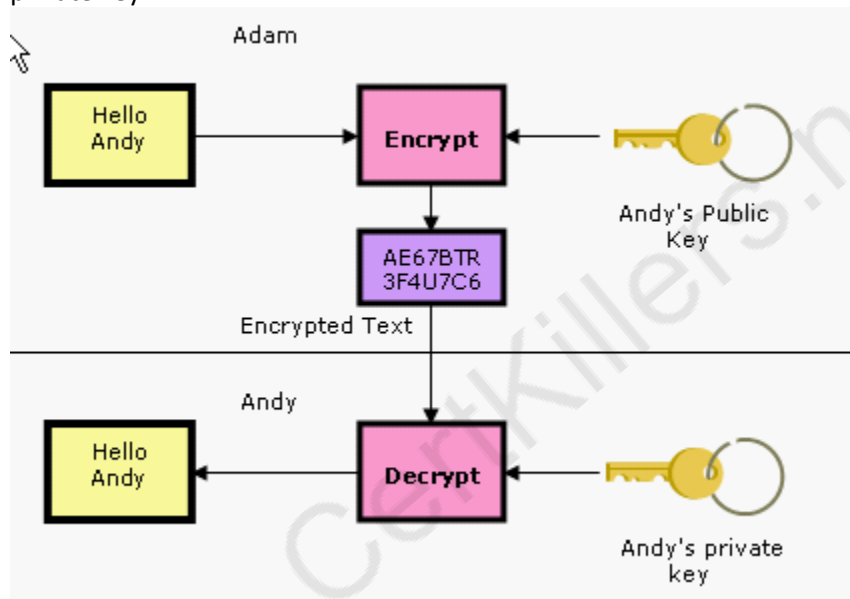 Adam
Hello
Andy
Encrypt
Andy's Public
Key
AE67BTR
3F4U7C6
Encrypted Text
Andy
Hello
Andy
Decrypt
Andy's private
key
CertKillers.n